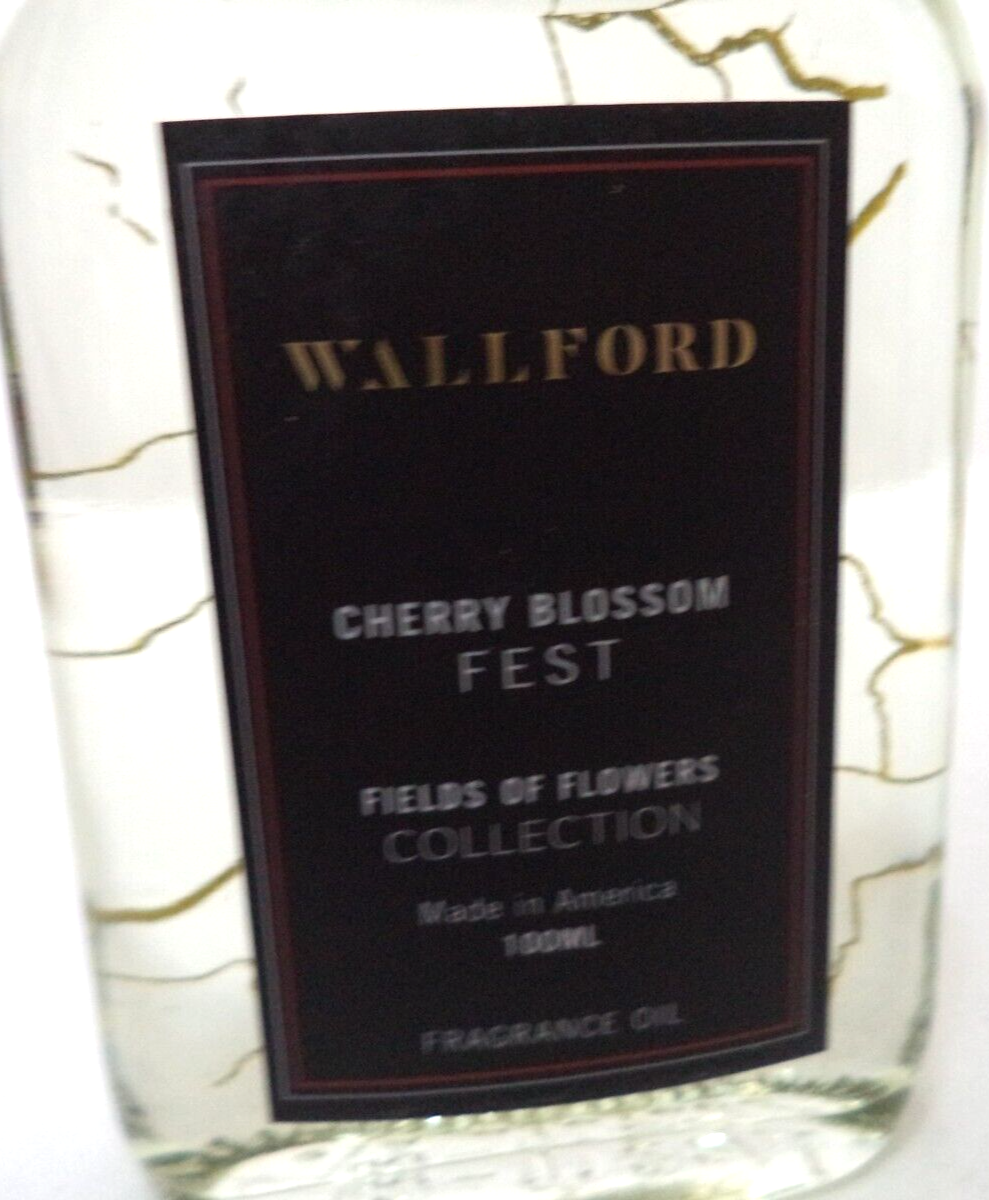 WALLFORD
CHERRY BLOSSOM
FEST
FIELDS OF FLOWERS
COLLECTION
Made in America
100ML
FRAGRANCE OIL